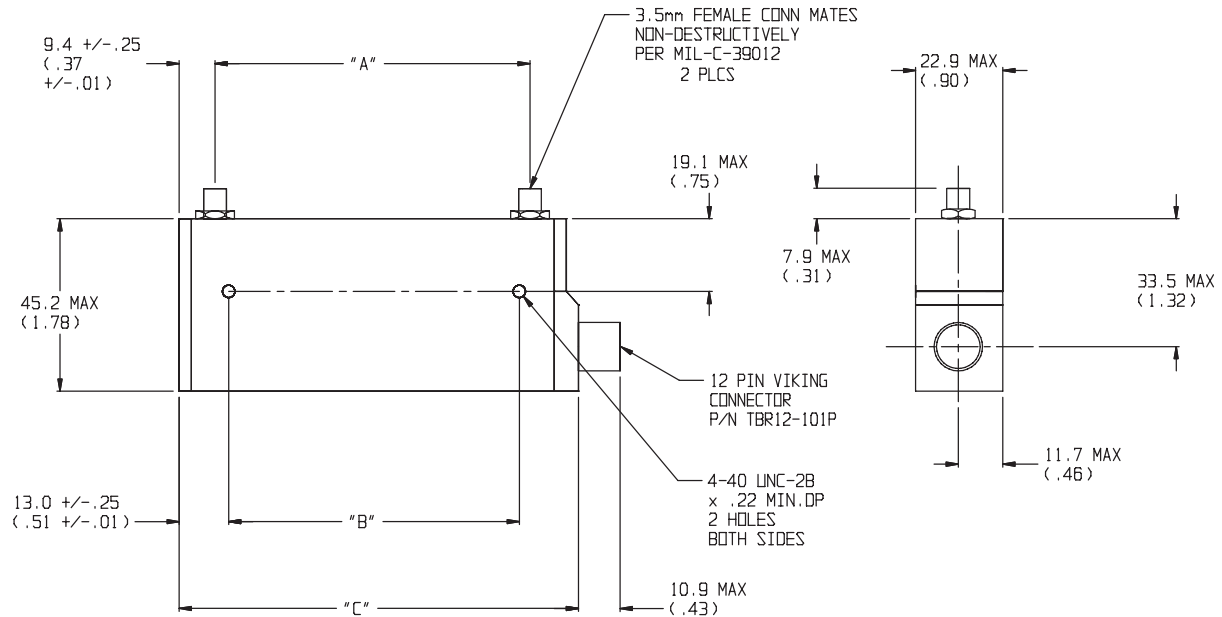 3.5mm FEMALE CONN MATES
NON-DESTRUCTIVELY
PER MIL-C-39012
2 PLCS
9.4 +/-.25
(.37
+/-.01)
"A"
22.9 MAX
(.90)
19.1 MAX
(.75)
7.9 MAX
(.31)
33.5 MAX
(1.32)
45.2 MAX
(1.78)
12 PIN VIKING
CONNECTOR
P/N TBR12-101P
11.7 MAX
(.46)
4-40 UNC-2B
x .22 MIN.DP
2 HOLES
BOTH SIDES
13.0 +/-.25
(.51 +/-.01)
"B"
10.9 MAX
(.43)
"C"